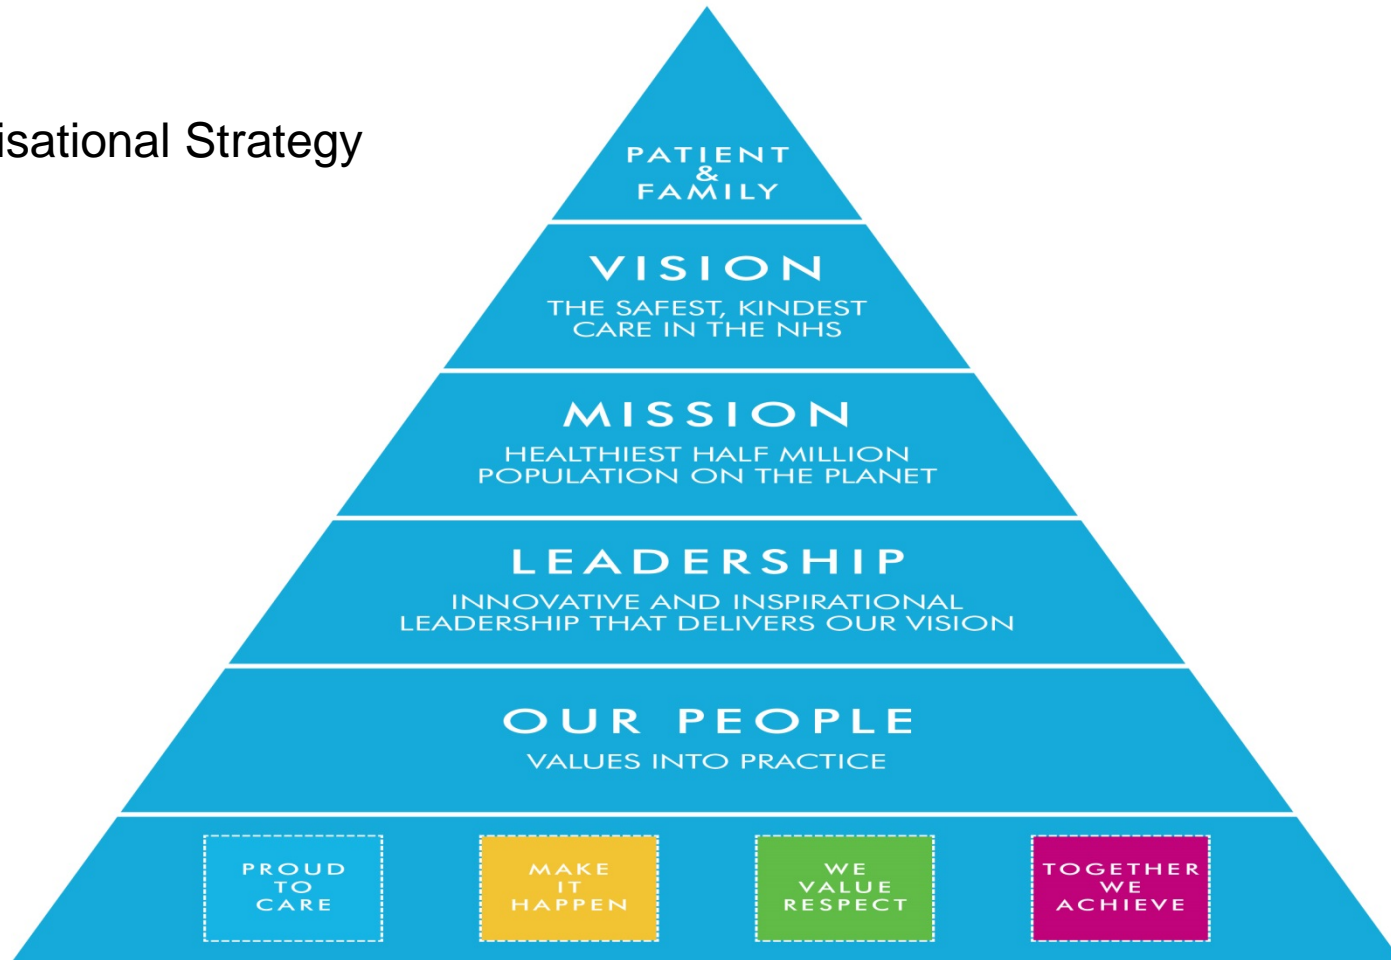 isational Strategy
PATIENT
&
FAMILY
VISION
THE SAFEST, KINDEST
CARE IN THE NHS
MISSION
HEALTHIEST HALF MILLION
POPULATION ON THE PLANET
LEADERSHIP
INNOVATIVE AND INSPIRATIONAL
LEADERSHIP THAT DELIVERS OUR VISION
OUR PEOPLE
VALUES INTO PRACTICE
PROUD
TO
CARE
MAKE
IT
HAPPEN
WE
VALUE
RESPECT
TOGETHER
WE
ACHIEVE